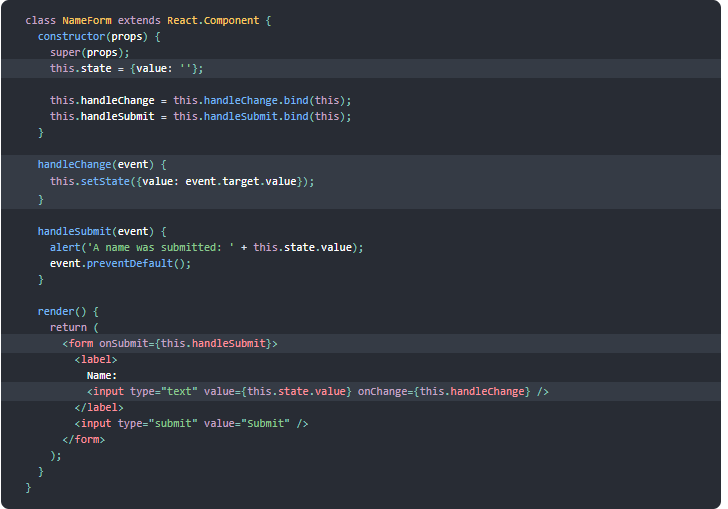 class NameForm extends React.Component {
  constructor(props) {
    super(props);
    this.state = {value: ''};

    this.handleChange = this.handleChange.bind(this);
    this.handleSubmit = this.handleSubmit.bind(this);
  }

  handleChange(event) {
    this.setState({value: event.target.value});
  }

  handleSubmit(event) {
    alert('A name was submitted: ' + this.state.value);
    event.preventDefault();
  }

  render() {
    return (
      <form onSubmit={this.handleSubmit}>
        <label>
          Name:
          <input type="text" value={this.state.value} onChange={this.handleChange} />
        </label>
        <input type="submit" value="Submit" />
      </form>
    );
  }
}